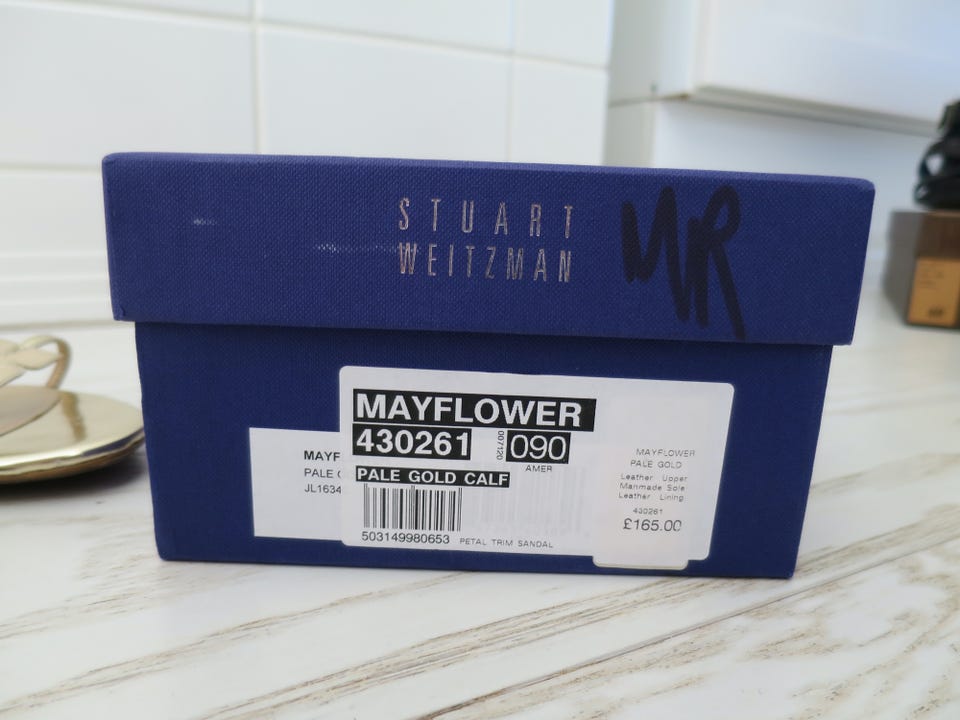 STUART
WEITZMAN
MR
MAYFLOWER
430261 007120 090
AMER
PALE GOLD CALF
503149980653 PETAL TRIM SANDAL
MAYF
PALE
JL1634
MAYFLOWER
PALE GOLD
Leather Upper
Manmade Sole
Leather Lining
430261
£165.00